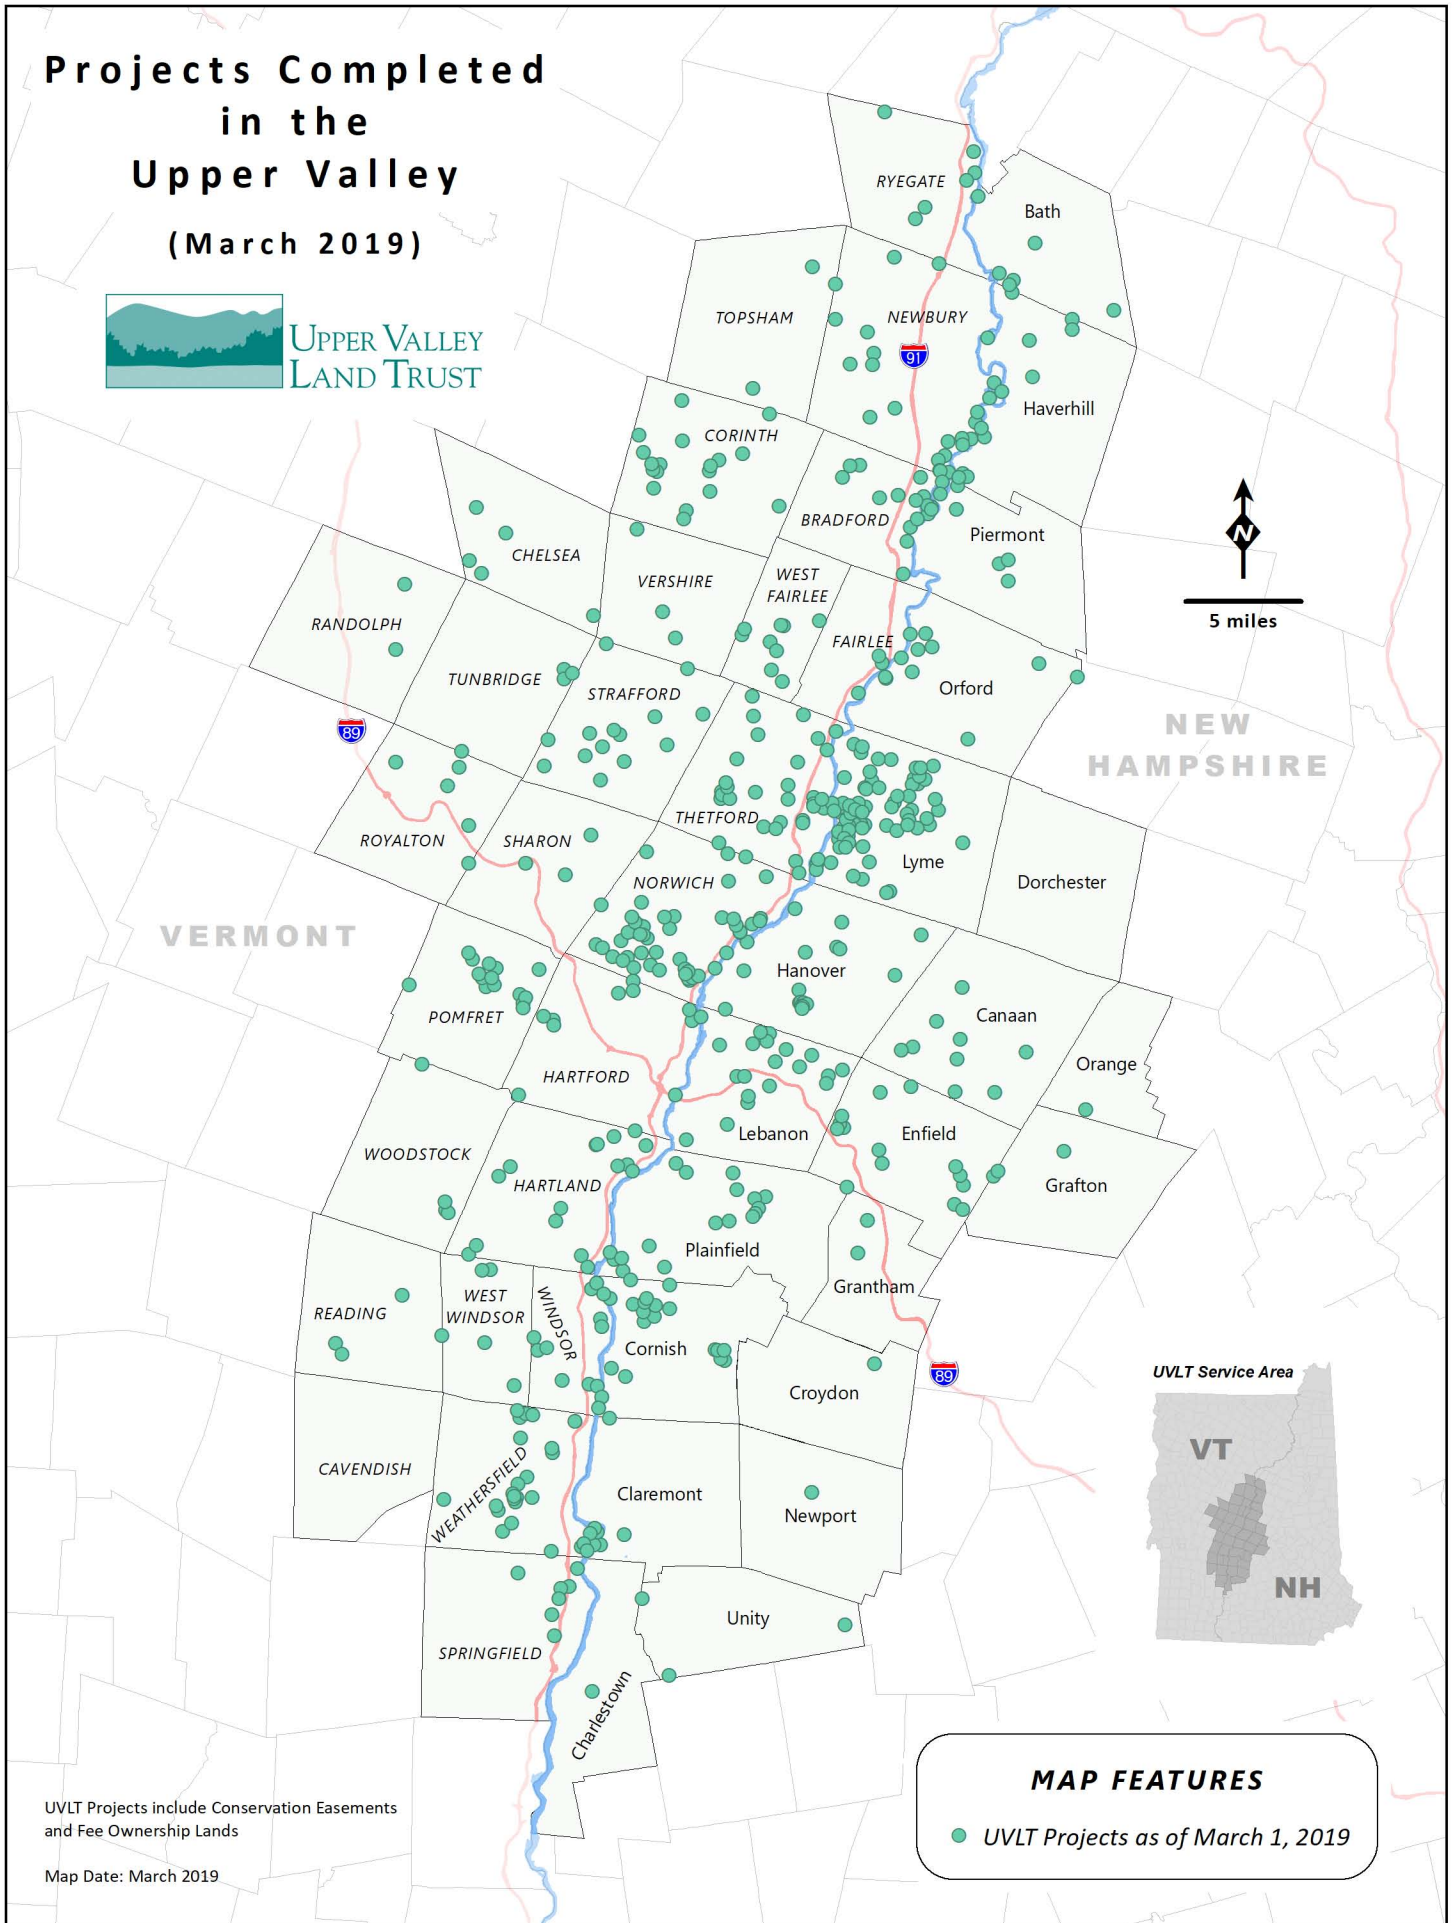 Projects Completed
in the
Upper Valley
(March 2019)
UPPER VALLEY
LAND TRUST
RYEGATE
Bath
TOPSHAM
NEWBURY
91
Haverhill
CORINTH
BRADFORD
Piermont
CHELSEA
VERSHIRE
WEST
FAIRLEE
N
5 miles
RANDOLPH
FAIRLEE
TUNBRIDGE
STRAFFORD
Orford
89
NEW
HAMPSHIRE
THETFORD
ROYALTON
SHARON
Lyme
NORWICH
Dorchester
VERMONT
Hanover
POMFRET
Canaan
HARTFORD
Orange
Lebanon
Enfield
WOODSTOCK
HARTLAND
Grafton
Plainfield
Grantham
READING
WEST
WINDSOR
WINDSOR
Cornish
89
Croydon
UVLT Service Area
VT
NH
CAVENDISH
WEATHERSFIELD
Claremont
Newport
Unity
SPRINGFIELD
Charlestown
MAP FEATURES
UVLT Projects as of March 1, 2019
UVLT Projects include Conservation Easements
and Fee Ownership Lands
Map Date: March 2019